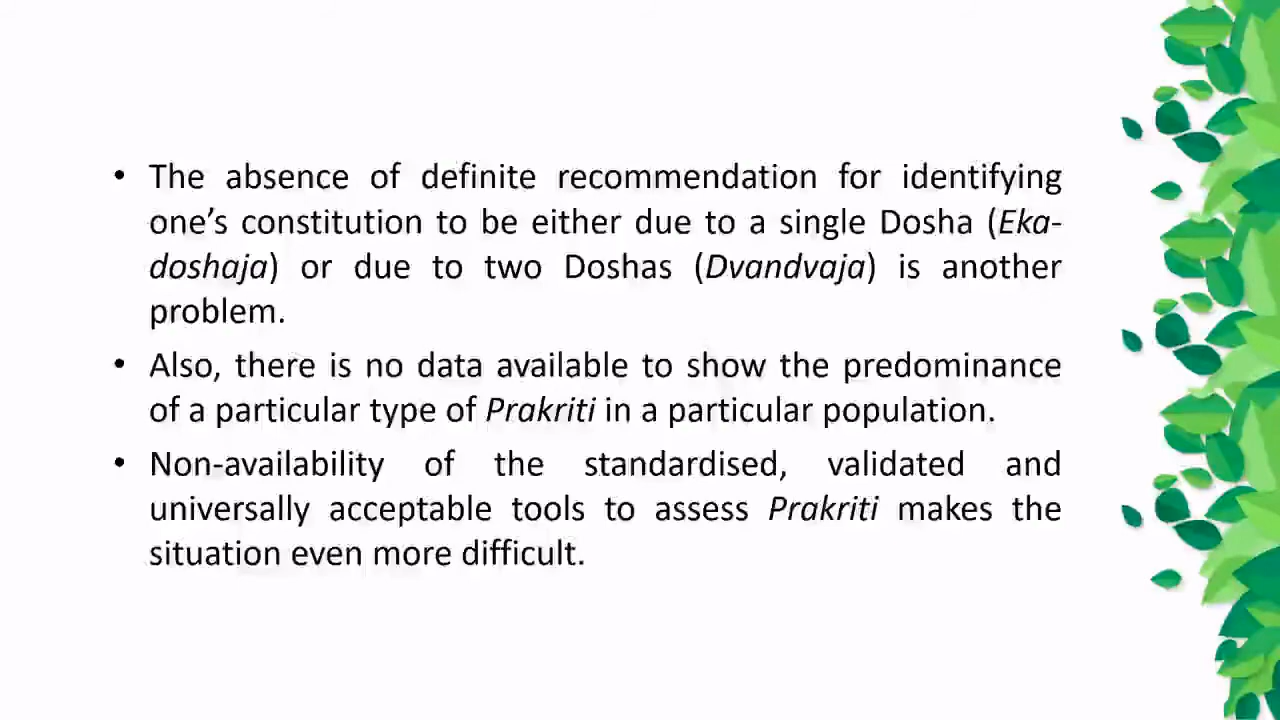 • The absence of definite recommendation for identifying
one’s constitution to be either due to a single Dosha (Eka-
doshaja) or due to two Doshas (Dvandvaja) is another
problem.
• Also, there is no data available to show the predominance
of a particular type of Prakriti in a particular population.
• Non-availability of the standardised, validated and
universally acceptable tools to assess Prakriti makes the
situation even more difficult.